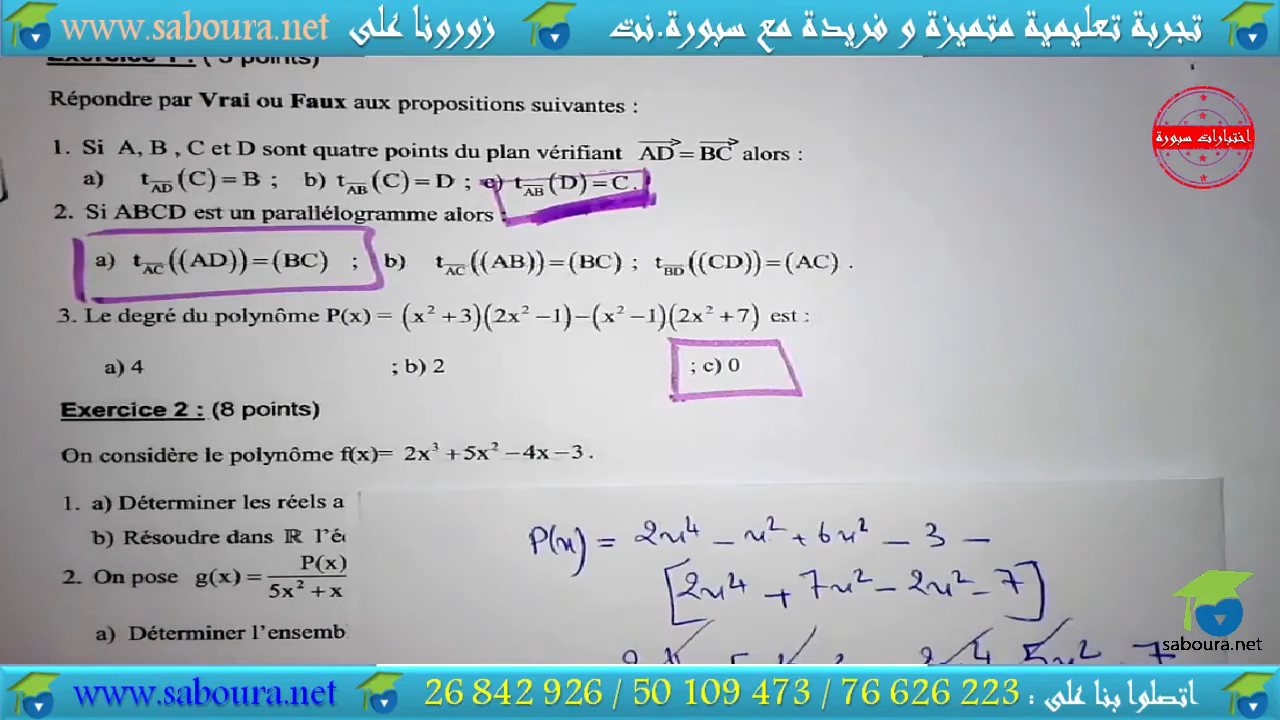 www.saboura.net زورونا على تجربة تعليمية متميزة و فريدة مع سبورة.نت
Exercice 1 : ( 5 points)
Répondre par Vrai ou Faux aux propositions suivantes :
اختبارات سبورة
1. Si A, B , C et D sont quatre points du plan vérifiant AD⃗ = BC⃗ alors :
a) t_AD⃗(C) = B ; b) t_AB⃗(C) = D ; c) t_AB⃗(D) = C .
2. Si ABCD est un parallélogramme alors :
a) t_AC⃗((AD)) = (BC) ; b) t_AC⃗((AB)) = (BC) ; t_BD⃗((CD)) = (AC) .
3. Le degré du polynôme P(x) = (x² +3)(2x² −1)−(x² −1)(2x² +7) est :
a) 4 ; b) 2 ; c) 0
Exercice 2 : (8 points)
On considère le polynôme f(x)= 2x³ +5x² −4x −3 .
1. a) Déterminer les réels a
b) Résoudre dans ℝ l'é
2. On pose g(x) = P(x) / 5x² + x
a) Déterminer l'ensemb
P(x) = 2x⁴ − x² + 6x² − 3 −
[2x⁴ + 7x² − 2x² − 7]
saboura.net
www.saboura.net 26 842 926 / 50 109 473 / 76 626 223 : اتصلوا بنا على